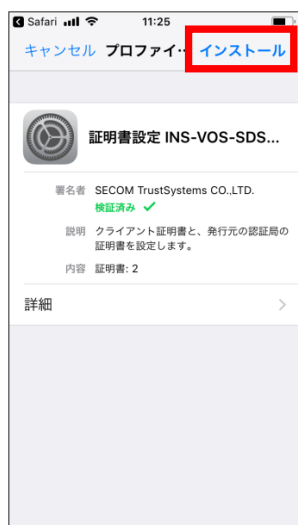 Safari 11:25
キャンセル プロファイ… インストール
証明書設定 INS-VOS-SDS...
署名者 SECOM TrustSystems CO.,LTD.
検証済み ✓
説明 クライアント証明書と、発行元の認証局の
証明書を設定します。
内容 証明書: 2
詳細